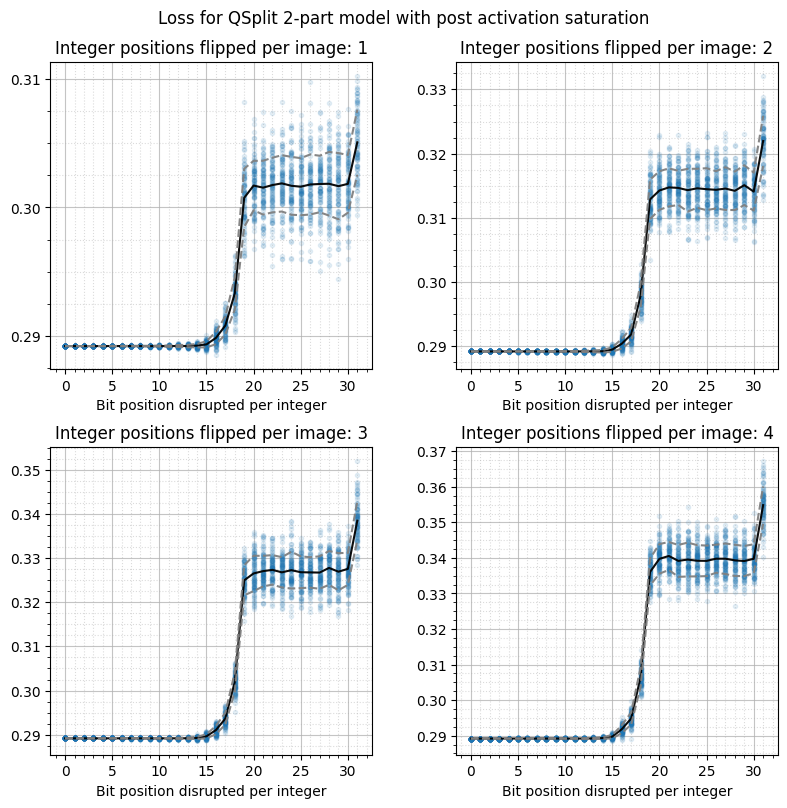 Loss for QSplit 2-part model with post activation saturation
Integer positions flipped per image: 1
0.31
0.30
0.29
0 5 10 15 20 25 30
Bit position disrupted per integer
Integer positions flipped per image: 2
0.33
0.32
0.31
0.30
0.29
0 5 10 15 20 25 30
Bit position disrupted per integer
Integer positions flipped per image: 3
0.35
0.34
0.33
0.32
0.31
0.30
0.29
0 5 10 15 20 25 30
Bit position disrupted per integer
Integer positions flipped per image: 4
0.37
0.36
0.35
0.34
0.33
0.32
0.31
0.30
0.29
0 5 10 15 20 25 30
Bit position disrupted per integer